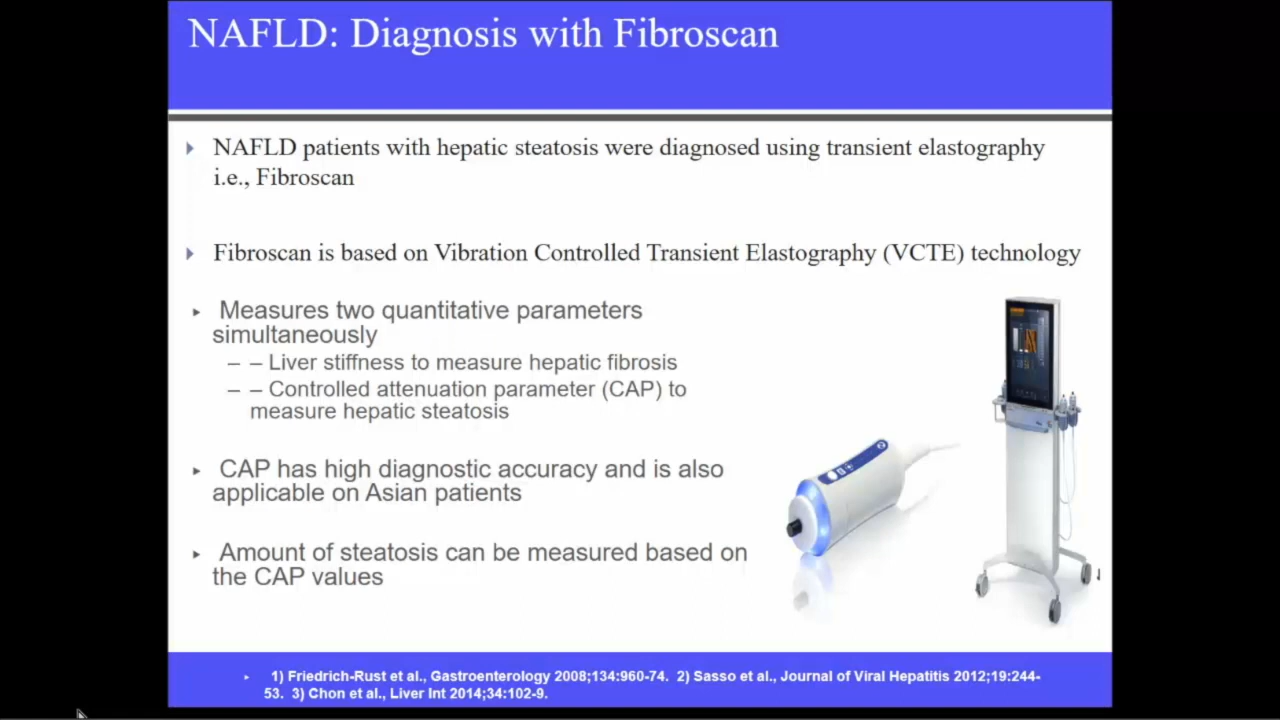 NAFLD: Diagnosis with Fibroscan
NAFLD patients with hepatic steatosis were diagnosed using transient elastography
i.e., Fibroscan
Fibroscan is based on Vibration Controlled Transient Elastography (VCTE) technology
Measures two quantitative parameters
simultaneously
– – Liver stiffness to measure hepatic fibrosis
– – Controlled attenuation parameter (CAP) to
measure hepatic steatosis
CAP has high diagnostic accuracy and is also
applicable on Asian patients
Amount of steatosis can be measured based on
the CAP values
1) Friedrich-Rust et al., Gastroenterology 2008;134:960-74. 2) Sasso et al., Journal of Viral Hepatitis 2012;19:244-
53. 3) Chon et al., Liver Int 2014;34:102-9.